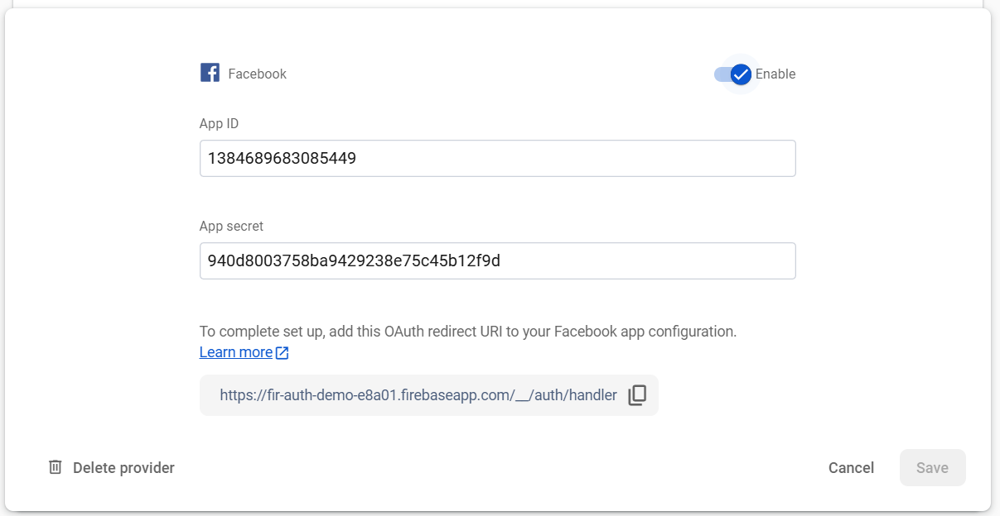 Facebook
Enable
App ID
1384689683085449
App secret
940d8003758ba9429238e75c45b12f9d
To complete set up, add this OAuth redirect URI to your Facebook app configuration.
Learn more
https://fir-auth-demo-e8a01.firebaseapp.com/__/auth/handler
Delete provider
Cancel
Save